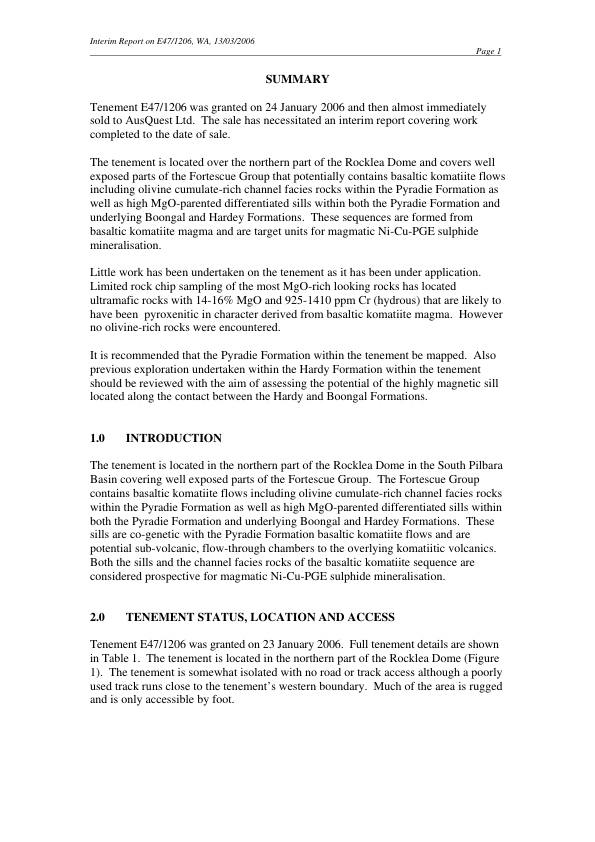 Interim Report on E47/1206, WA, 13/03/2006
Page 1
SUMMARY
Tenement E47/1206 was granted on 24 January 2006 and then almost immediately
sold to AusQuest Ltd.  The sale has necessitated an interim report covering work
completed to the date of sale.
The tenement is located over the northern part of the Rocklea Dome and covers well
exposed parts of the Fortescue Group that potentially contains basaltic komatiite flows
including olivine cumulate-rich channel facies rocks within the Pyradie Formation as
well as high MgO-parented differentiated sills within both the Pyradie Formation and
underlying Boongal and Hardey Formations.  These sequences are formed from
basaltic komatiite magma and are target units for magmatic Ni-Cu-PGE sulphide
mineralisation.
Little work has been undertaken on the tenement as it has been under application.
Limited rock chip sampling of the most MgO-rich looking rocks has located
ultramafic rocks with 14-16% MgO and 925-1410 ppm Cr (hydrous) that are likely to
have been  pyroxenitic in character derived from basaltic komatiite magma.  However
no olivine-rich rocks were encountered.
It is recommended that the Pyradie Formation within the tenement be mapped.  Also
previous exploration undertaken within the Hardy Formation within the tenement
should be reviewed with the aim of assessing the potential of the highly magnetic sill
located along the contact between the Hardy and Boongal Formations.
1.0 INTRODUCTION
The tenement is located in the northern part of the Rocklea Dome in the South Pilbara
Basin covering well exposed parts of the Fortescue Group.  The Fortescue Group
contains basaltic komatiite flows including olivine cumulate-rich channel facies rocks
within the Pyradie Formation as well as high MgO-parented differentiated sills within
both the Pyradie Formation and underlying Boongal and Hardey Formations.  These
sills are co-genetic with the Pyradie Formation basaltic komatiite flows and are
potential sub-volcanic, flow-through chambers to the overlying komatiitic volcanics.
Both the sills and the channel facies rocks of the basaltic komatiite sequence are
considered prospective for magmatic Ni-Cu-PGE sulphide mineralisation.
2.0 TENEMENT STATUS, LOCATION AND ACCESS
Tenement E47/1206 was granted on 23 January 2006.  Full tenement details are shown
in Table 1.  The tenement is located in the northern part of the Rocklea Dome (Figure
1).  The tenement is somewhat isolated with no road or track access although a poorly
used track runs close to the tenement's western boundary.  Much of the area is rugged
and is only accessible by foot.